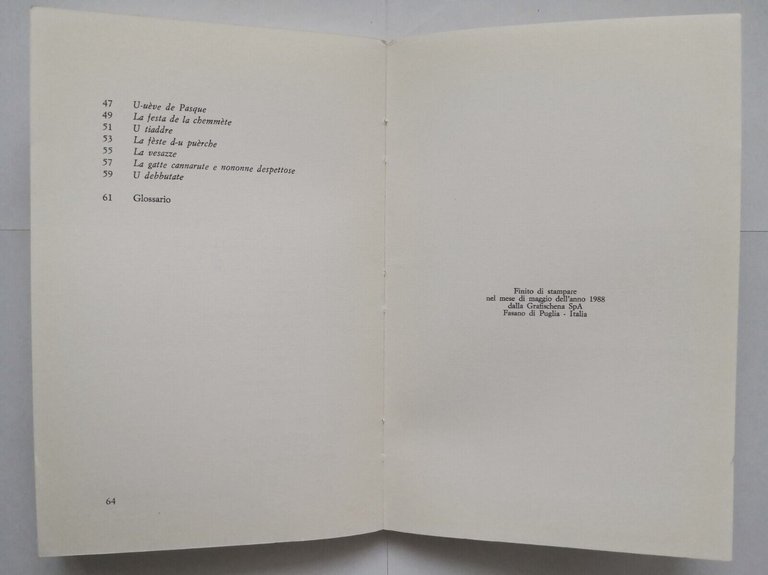 47 U-uève de Pasque
49 La festa de la chemmète
51 U tiaddre
53 La fèste d-u puèrche
55 La vesazze
57 La gatte cannarute e nononne despettose
59 U debbutate
61 Glossario
64
Finito di stampare
nel mese di maggio dell'anno 1988
dalla Grafischena SpA
Fasano di Puglia - Italia